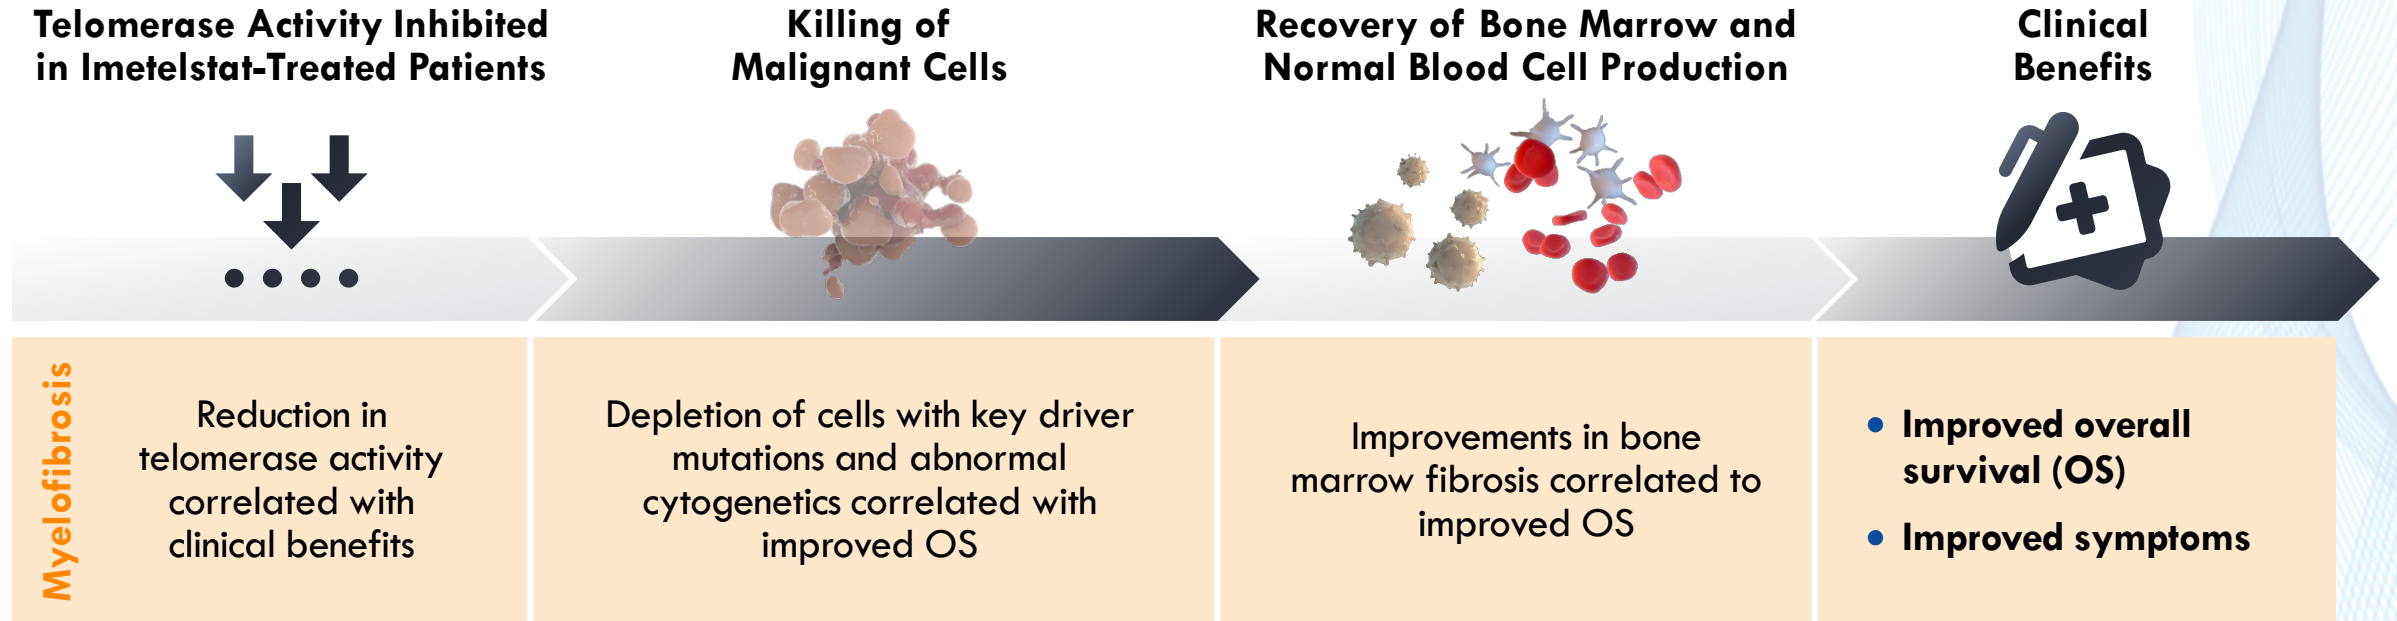 Telomerase Activity Inhibited
in Imetelstat-Treated Patients
Killing of
Malignant Cells
Recovery of Bone Marrow and
Normal Blood Cell Production
Clinical
Benefits
Myelofibrosis
Reduction in
telomerase activity
correlated with
clinical benefits
Depletion of cells with key driver
mutations and abnormal
cytogenetics correlated with
improved OS
Improvements in bone
marrow fibrosis correlated to
improved OS
• Improved overall
survival (OS)
• Improved symptoms